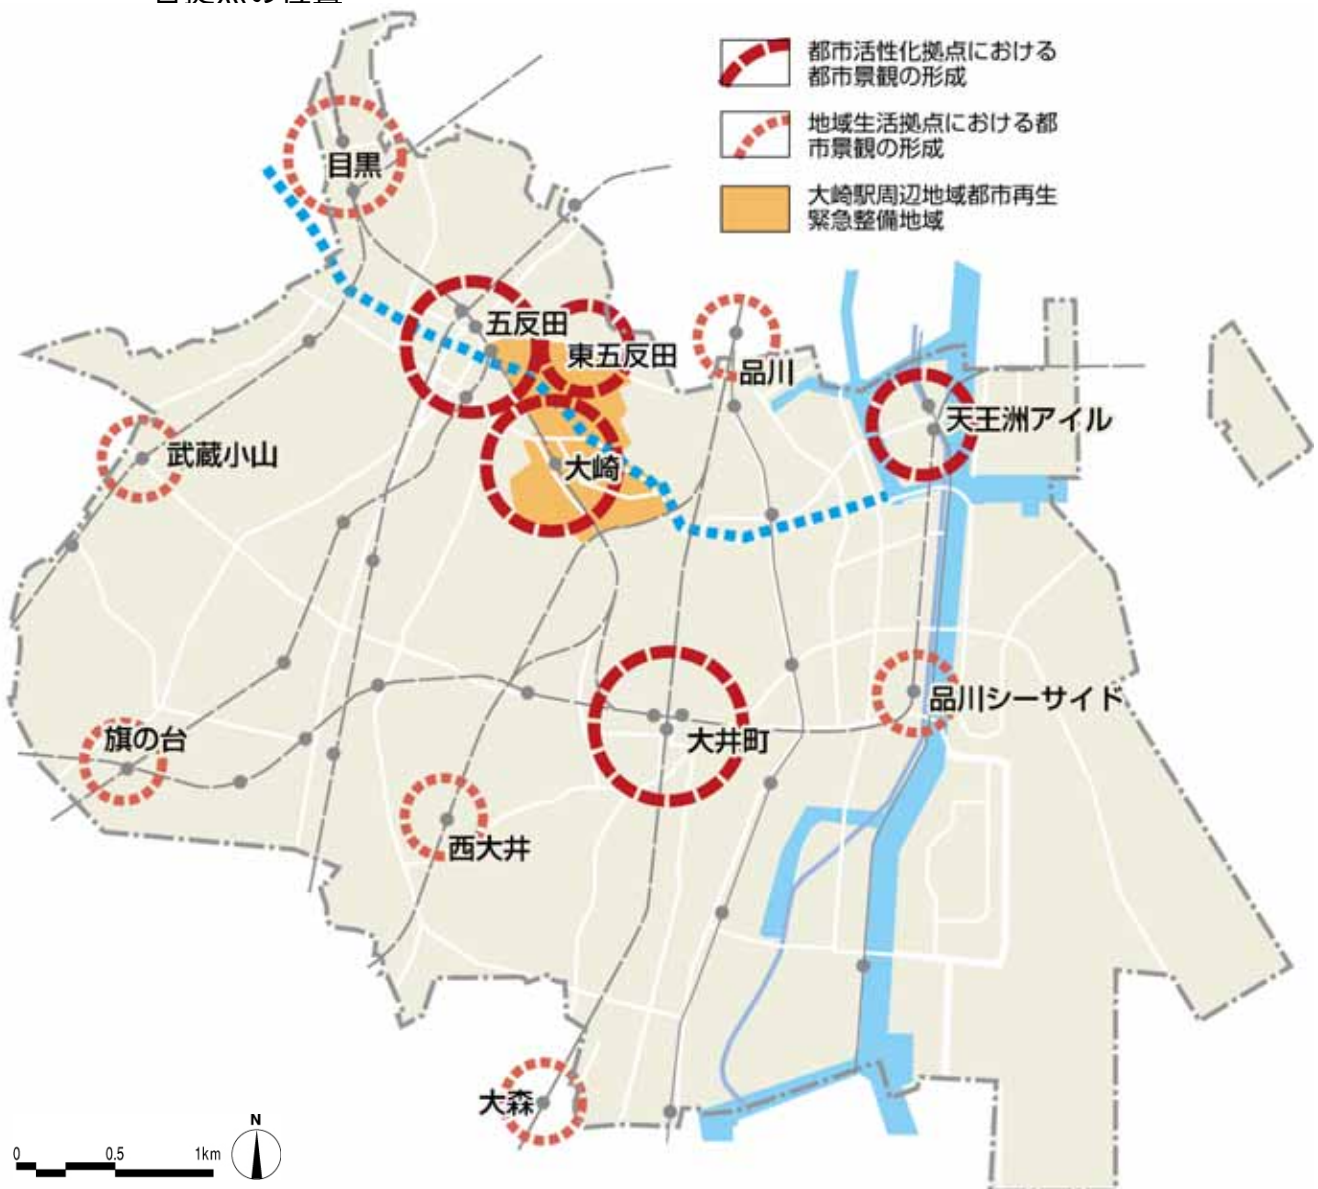 都市活性化拠点における
都市景観の形成
地域生活拠点における都
市景観の形成
大崎駅周辺地域都市再生
緊急整備地域
目黒
五反田
東五反田
品川
天王洲アイル
武蔵小山
大崎
品川シーサイド
旗の台
大井町
西大井
大森
N
0 0.5 1km